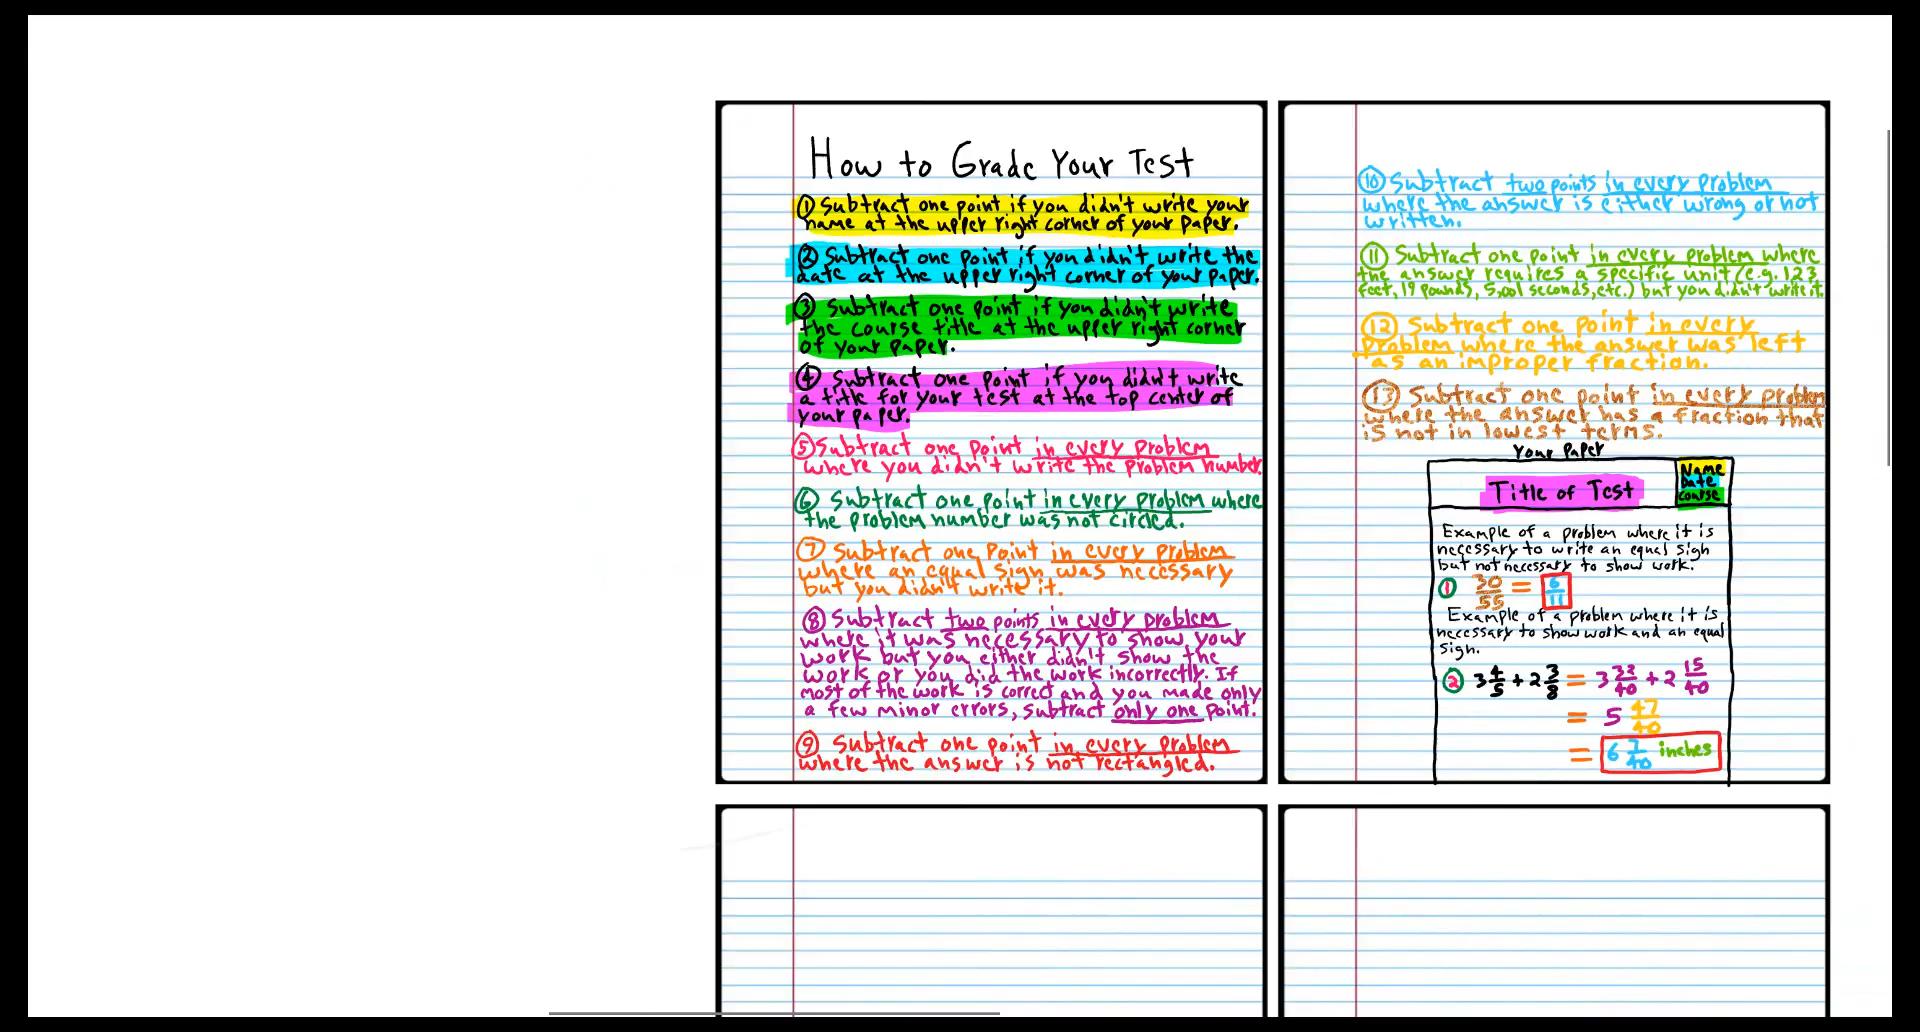 How to Grade Your Test
① Subtract one point if you didn't write your
name at the upper right corner of your paper.
② Subtract one point if you didn't write the
date at the upper right corner of your paper.
③ Subtract one point if you didn't write
the course title at the upper right corner
of your paper.
④ Subtract one point if you didn't write
a title for your test at the top center of
your paper.
⑤ Subtract one point in every problem
where you didn't write the problem number.
⑥ Subtract one point in every problem where
the problem number was not circled.
⑦ Subtract one point in every problem
where an equal sign was necessary
but you didn't write it.
⑧ Subtract two points in every problem
where it was necessary to show your
work but you either didn't show the
work or you did the work incorrectly. If
most of the work is correct and you made only
a few minor errors, subtract only one point.
⑨ Subtract one point in every problem
where the answer is not rectangled.
⑩ Subtract two points in every problem
where the answer is either wrong or not
written.
⑪ Subtract one point in every problem where
the answer requires a specific unit (e.g. 123
feet, 19 pounds, 5,001 seconds, etc.) but you didn't write it.
⑫ Subtract one point in every
problem where the answer was left
as an improper fraction.
⑬ Subtract one point in every problem
where the answer has a fraction that
is not in lowest terms.
Your Paper
Title of Test
Name
Date
Course
Example of a problem where it is
necessary to write an equal sign
but not necessary to show work.
① 30/55 = 6/11
Example of a problem where it is
necessary to show work and an equal
sign.
② 3 4/5 + 2 3/8 = 3 32/40 + 2 15/40
= 5 47/40
= 6 7/40 inches